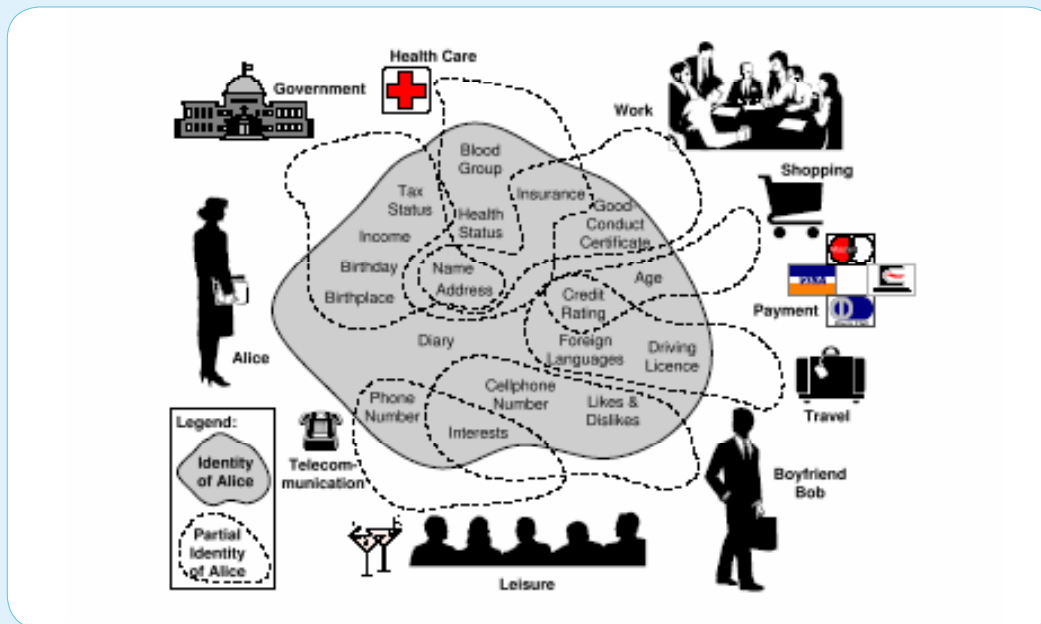 Health Care
Government
Work
Shopping
Blood
Group
Tax
Status
Insurance
Good
Conduct
Certificate
Health
Status
Income
Birthday
Name
Address
Age
Birthplace
Credit
Rating
Payment
Diary
Foreign
Languages
Driving
Licence
Alice
Travel
Phone
Number
Cellphone
Number
Likes &
Dislikes
Interests
Legend:
Identity
of Alice
Telecom-
munication
Boyfriend
Bob
Partial
Identity
of Alice
Leisure